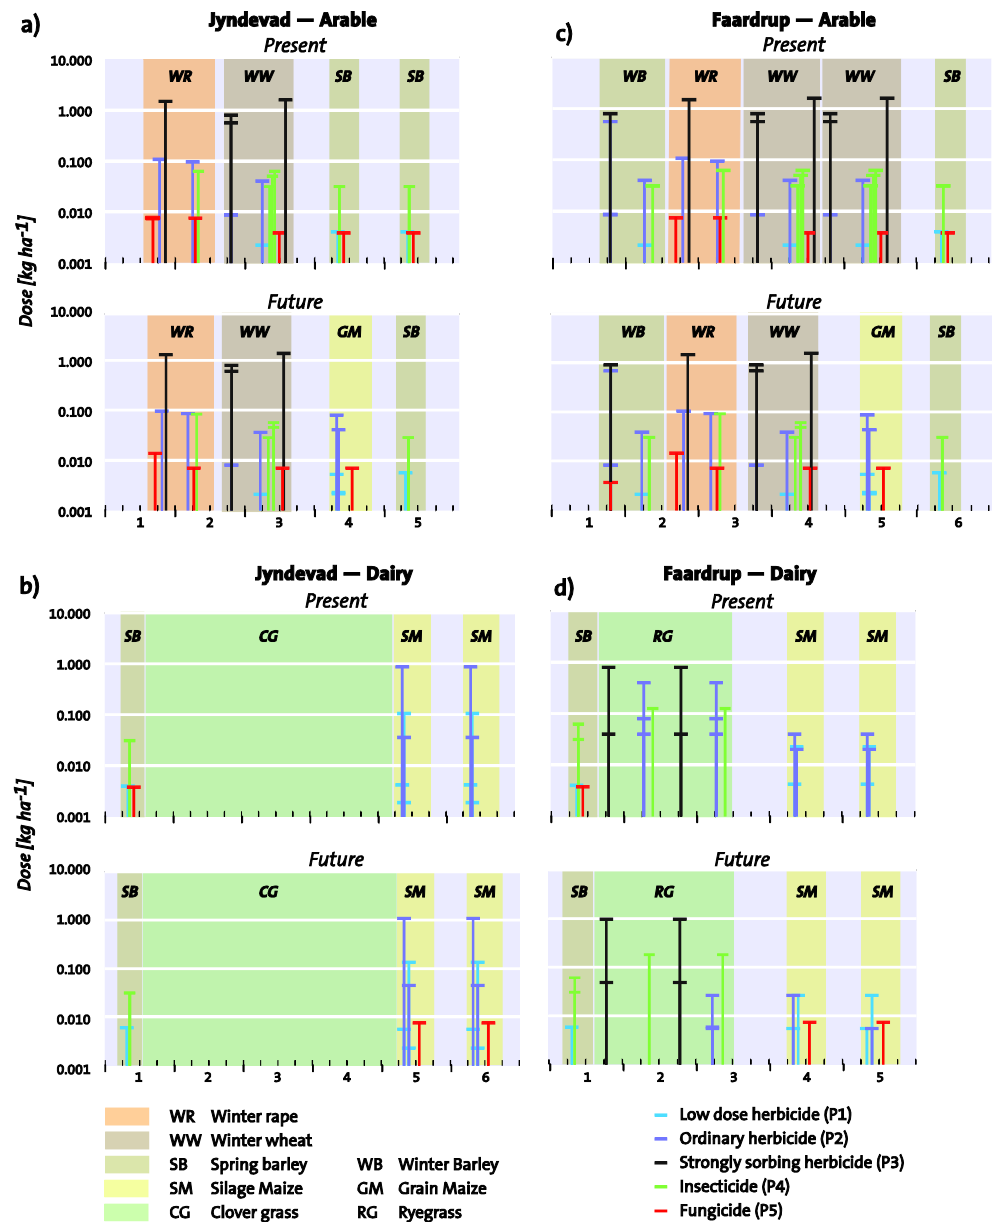 a)
Jyndevad — Arable
Present
10.000
1.000
0.100
0.010
0.001
WR WW SB SB
Future
10.000
1.000
0.100
0.010
0.001
WR WW GM SB
1 2 3 4 5
Dose [kg ha⁻¹]
c)
Faardrup — Arable
Present
WB WR WW WW SB
Future
WB WR WW GM SB
1 2 3 4 5 6
b)
Jyndevad — Dairy
Present
10.000
1.000
0.100
0.010
0.001
SB CG SM SM
Future
10.000
1.000
0.100
0.010
0.001
SB CG SM SM
1 2 3 4 5 6
Dose [kg ha⁻¹]
d)
Faardrup — Dairy
Present
SB RG SM SM
Future
SB RG SM SM
1 2 3 4 5
WR Winter rape
WW Winter wheat
SB Spring barley
SM Silage Maize
CG Clover grass
WB Winter Barley
GM Grain Maize
RG Ryegrass
Low dose herbicide (P1)
Ordinary herbicide (P2)
Strongly sorbing herbicide (P3)
Insecticide (P4)
Fungicide (P5)